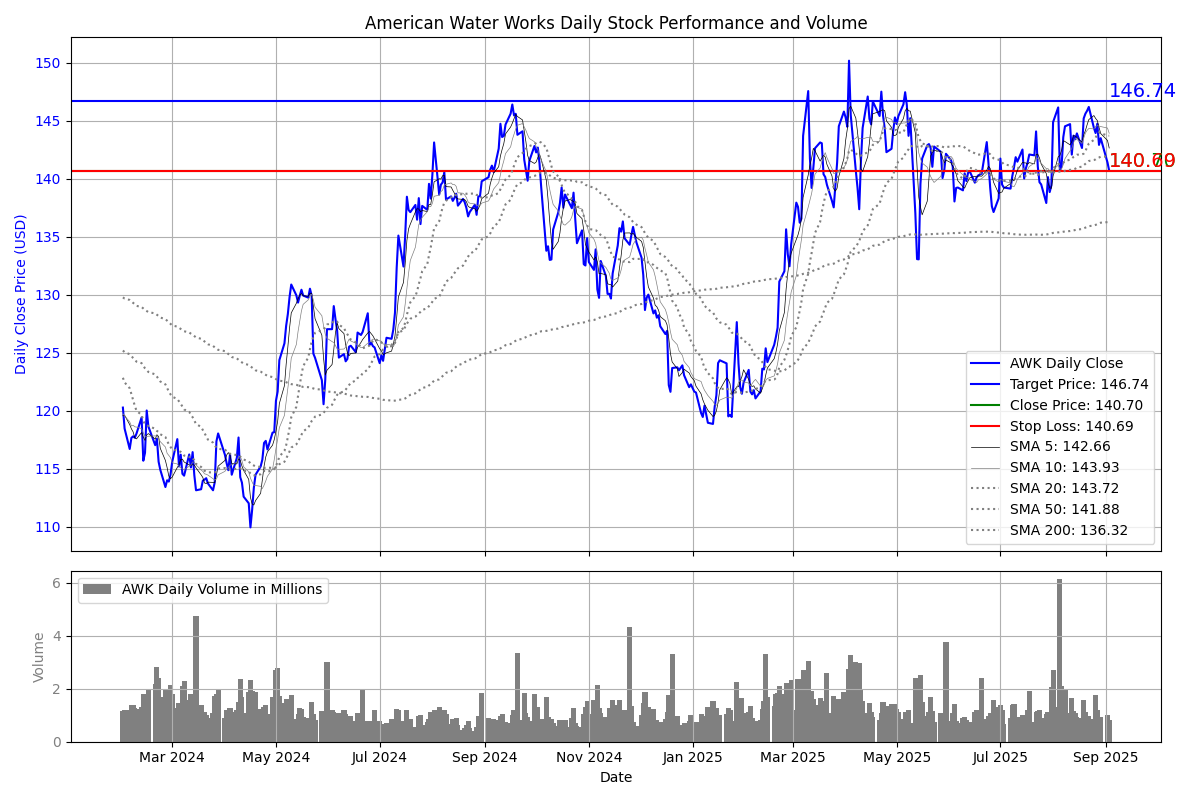 American Water Works Daily Stock Performance and Volume
150
145
140
135
130
125
120
115
110
Daily Close Price (USD)
146.74
140.69
AWK Daily Close
Target Price: 146.74
Close Price: 140.70
Stop Loss: 140.69
SMA 5: 142.66
SMA 10: 143.93
SMA 20: 143.72
SMA 50: 141.88
SMA 200: 136.32
6
4
2
0
Volume
AWK Daily Volume in Millions
Mar 2024
May 2024
Jul 2024
Sep 2024
Nov 2024
Jan 2025
Mar 2025
May 2025
Jul 2025
Sep 2025
Date